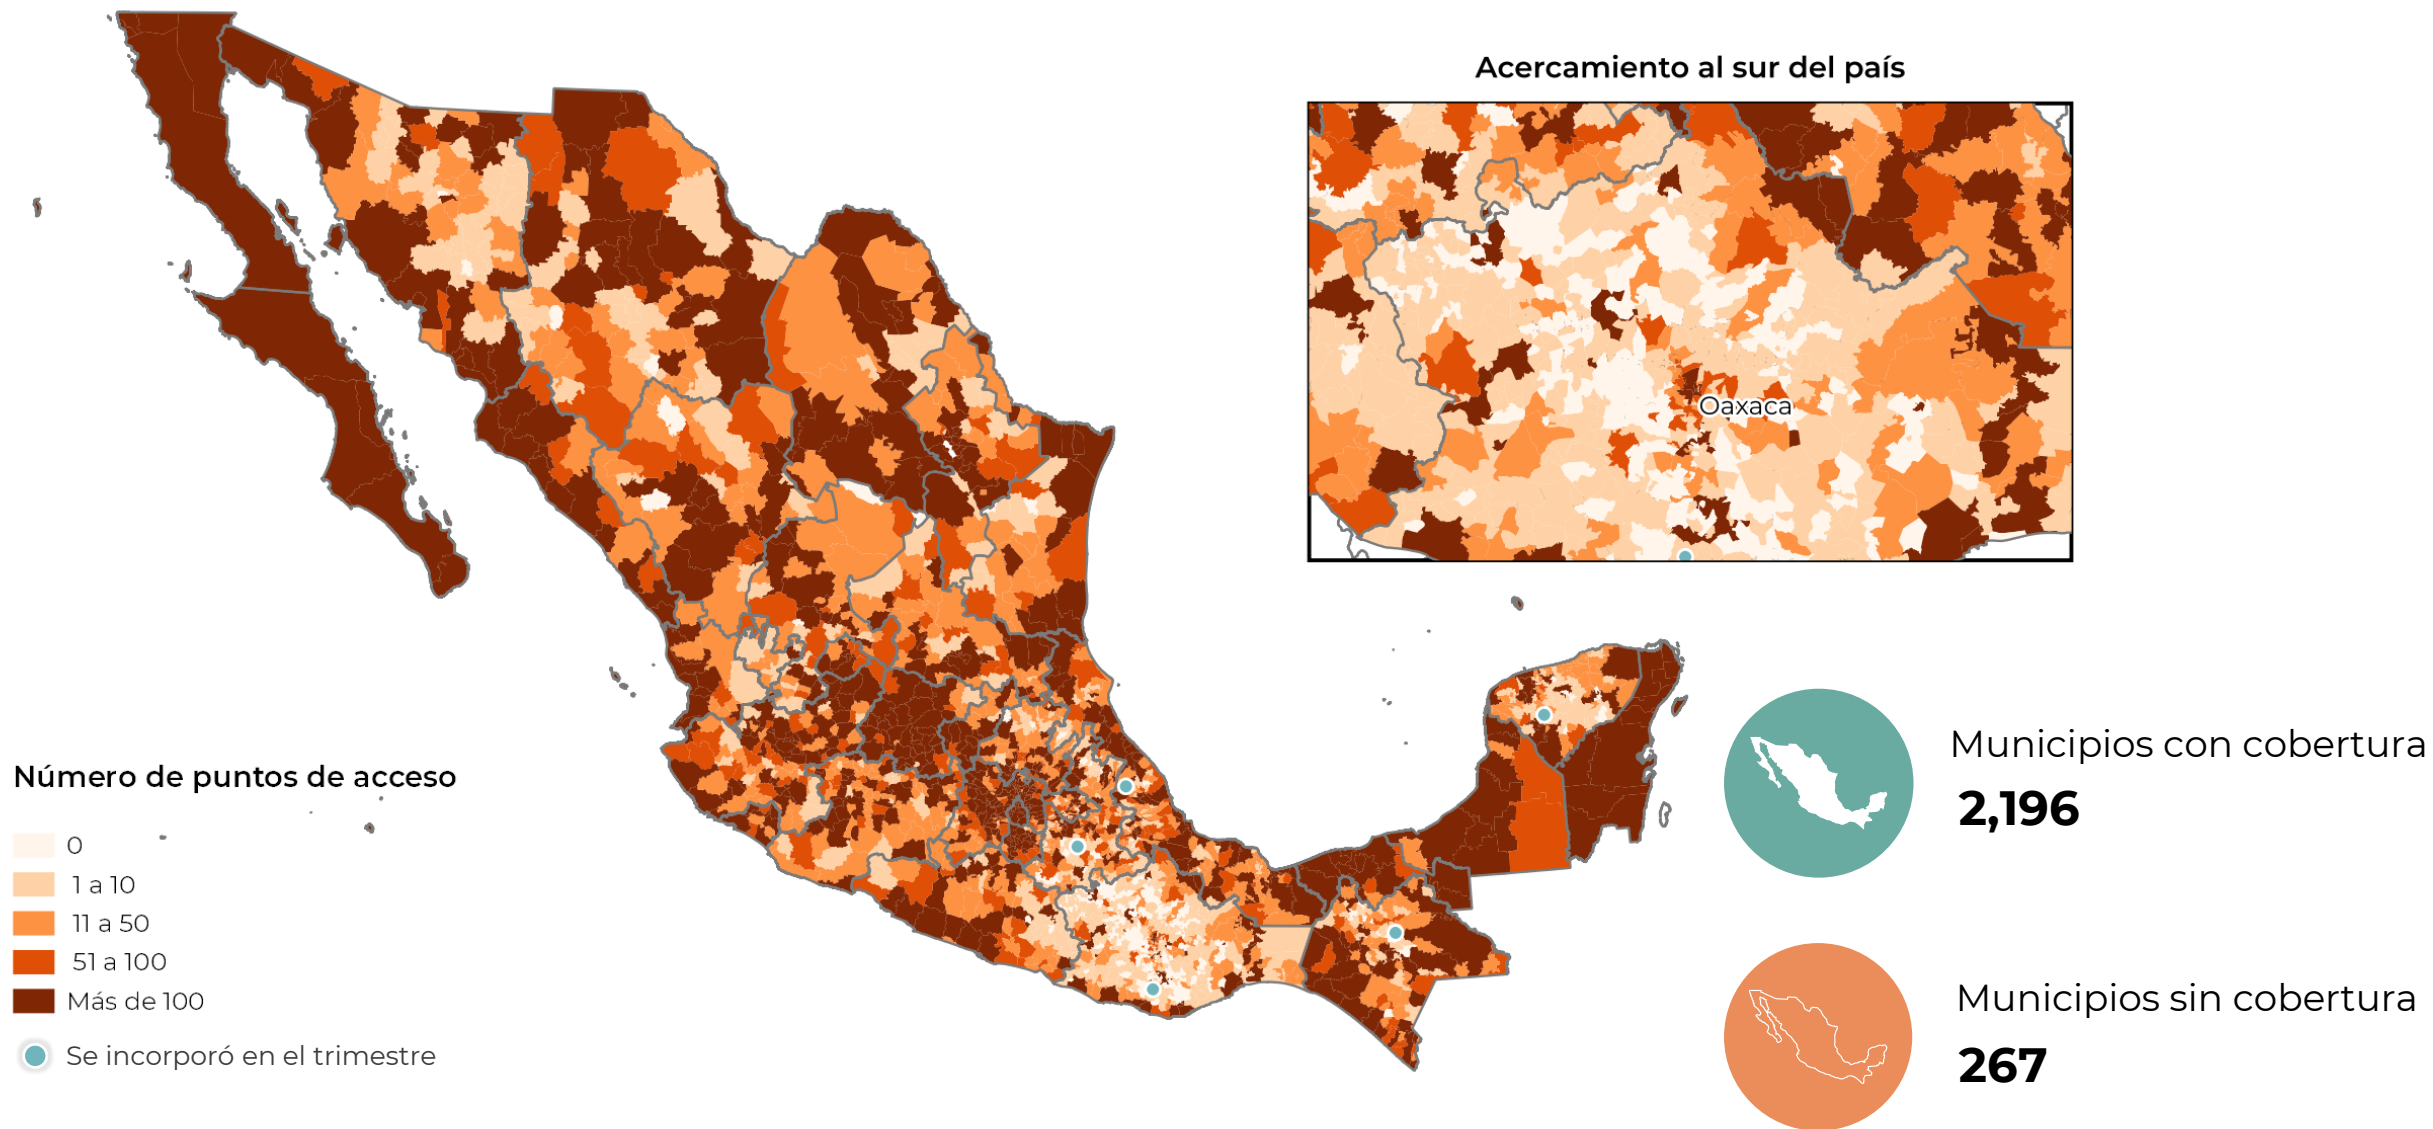 Acercamiento al sur del país
Oaxaca
Número de puntos de acceso
0
1 a 10
11 a 50
51 a 100
Más de 100
Se incorporó en el trimestre
Municipios con cobertura
2,196
Municipios sin cobertura
267